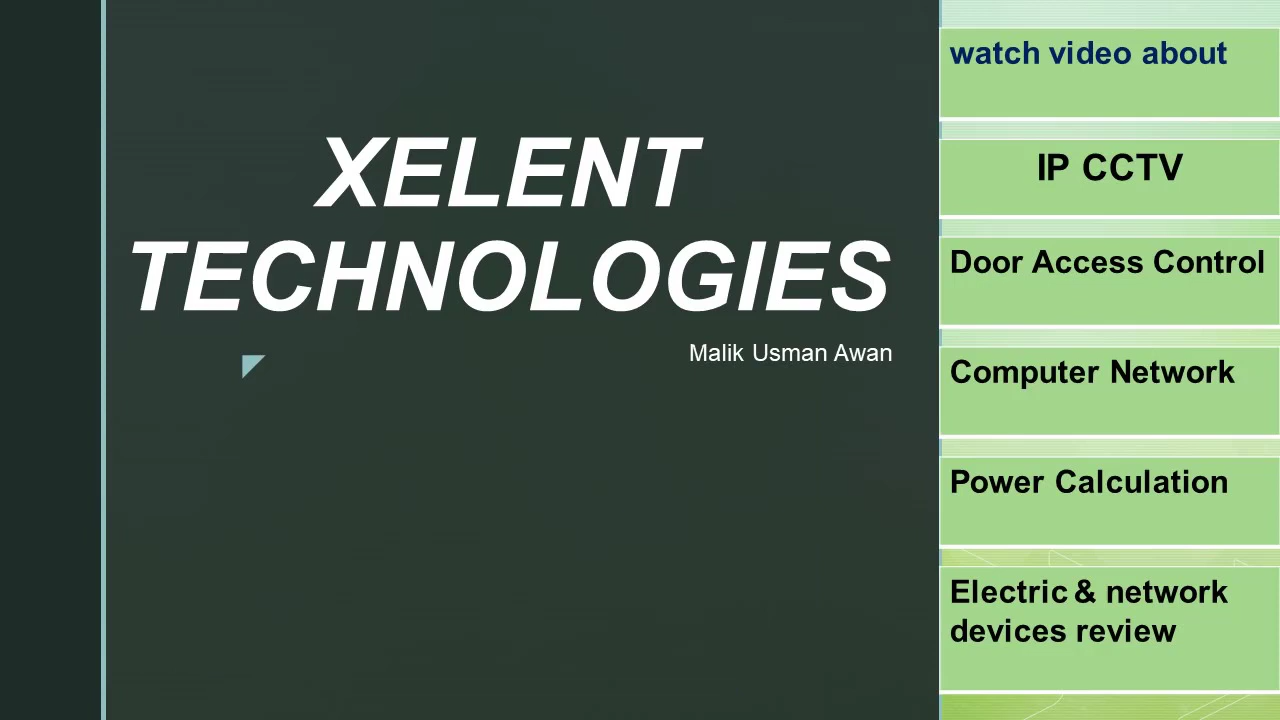 XELENT
TECHNOLOGIES
Malik Usman Awan
watch video about
IP CCTV
Door Access Control
Computer Network
Power Calculation
Electric & network
devices review